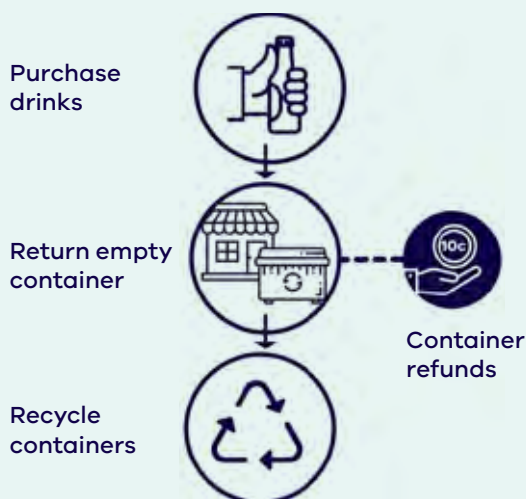 Purchase
drinks
Return empty
container
10c
Container
refunds
Recycle
containers